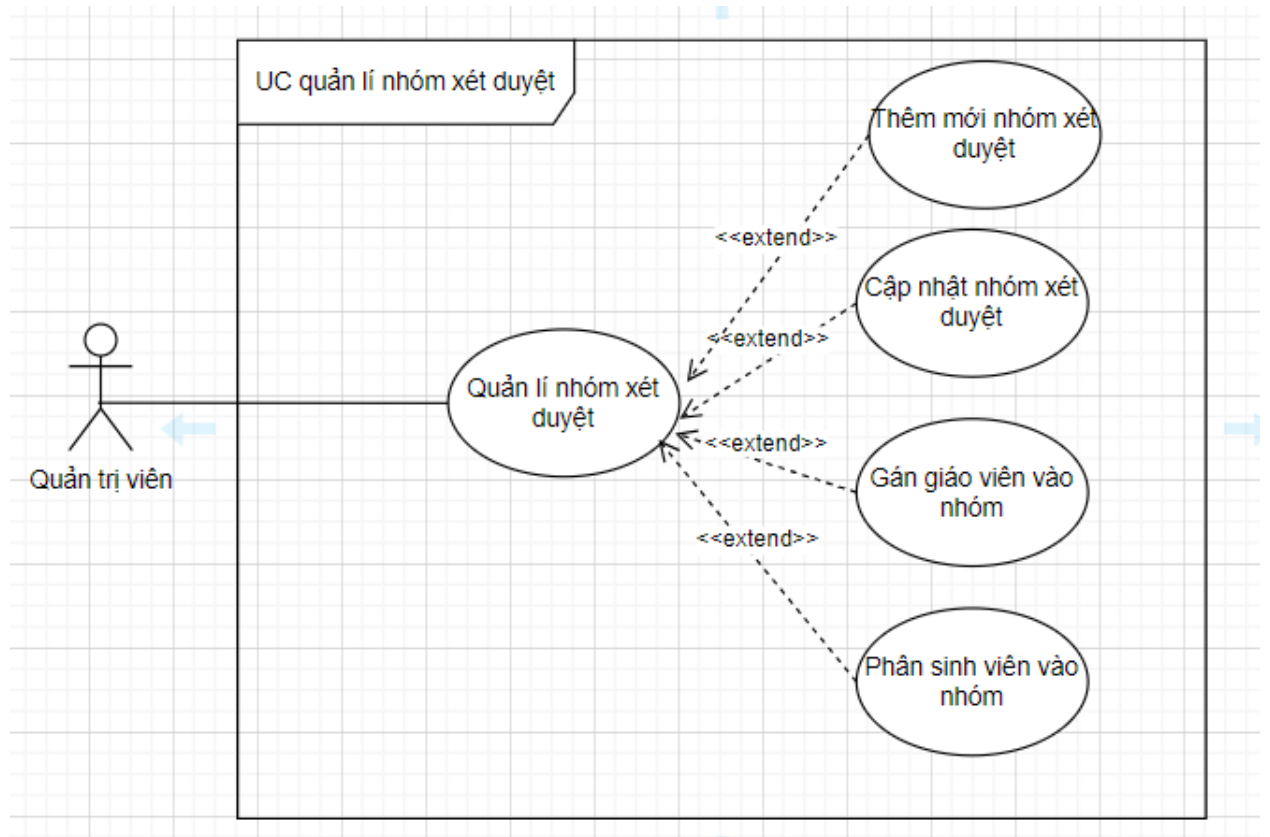 UC quản lí nhóm xét duyệt
Thêm mới nhóm xét
duyệt
<<extend>>
Cập nhật nhóm xét
duyệt
<<extend>>
Quản lí nhóm xét
duyệt
<<extend>>
Gán giáo viên vào
nhóm
Quản trị viên
<<extend>>
Phân sinh viên vào
nhóm